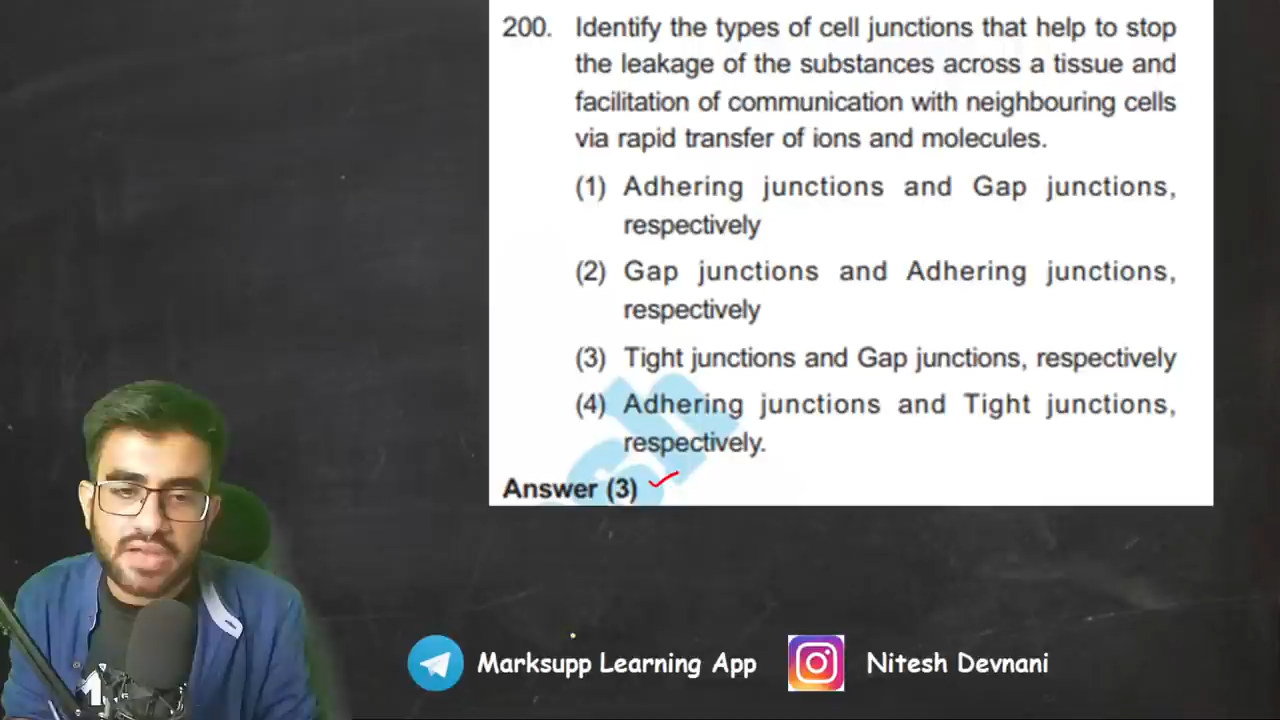 200. Identify the types of cell junctions that help to stop
the leakage of the substances across a tissue and
facilitation of communication with neighbouring cells
via rapid transfer of ions and molecules.
(1) Adhering junctions and Gap junctions,
respectively
(2) Gap junctions and Adhering junctions,
respectively
(3) Tight junctions and Gap junctions, respectively
(4) Adhering junctions and Tight junctions,
respectively.
Answer (3)
Marksupp Learning App
Nitesh Devnani